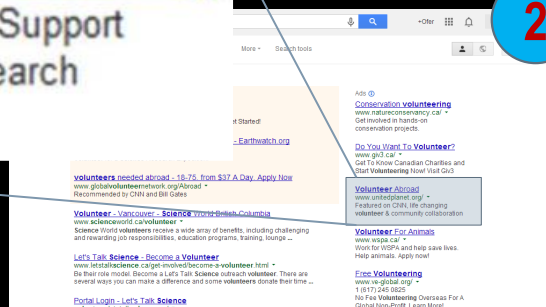 Support
earch
2
+Ofer
More
Search tools
et Started!
- Earthwatch.org
volunteers needed abroad - 18-75, from $37 A Day. Apply Now
www.globalvolunteernetwork.org/Abroad
Recommended by CNN and Bill Gates
Volunteer - Vancouver - Science World British Columbia
www.scienceworld.ca/volunteer
Science World volunteers receive a wide array of benefits, including challenging
and rewarding job responsibilities, education programs, training, lounge ...
Let's Talk Science - Become a Volunteer
www.letstalkscience.ca/get-involved/become-a-volunteer.html
Be their role model. Become a Let's Talk Science outreach volunteer. There are
several ways you can make a difference and some volunteers donate their time ...
Portal Login - Let's Talk Science
Ads
Conservation volunteering
www.natureconservancy.ca/
Get involved in hands-on
conservation projects.
Do You Want To Volunteer?
www.giv3.ca/
Get To Know Canadian Charities and
Start Volunteering Now! Visit Giv3
Volunteer Abroad
www.unitedplanet.org/
Featured on CNN, life changing
volunteer & community collaboration
Volunteer For Animals
www.wspa.ca/
Work for WSPA and help save lives.
Help animals. Apply now!
Free Volunteering
www.ve-global.org/
1 (617) 245 0825
No Fee Volunteering Overseas For A
Global Non-Profit. Learn More!